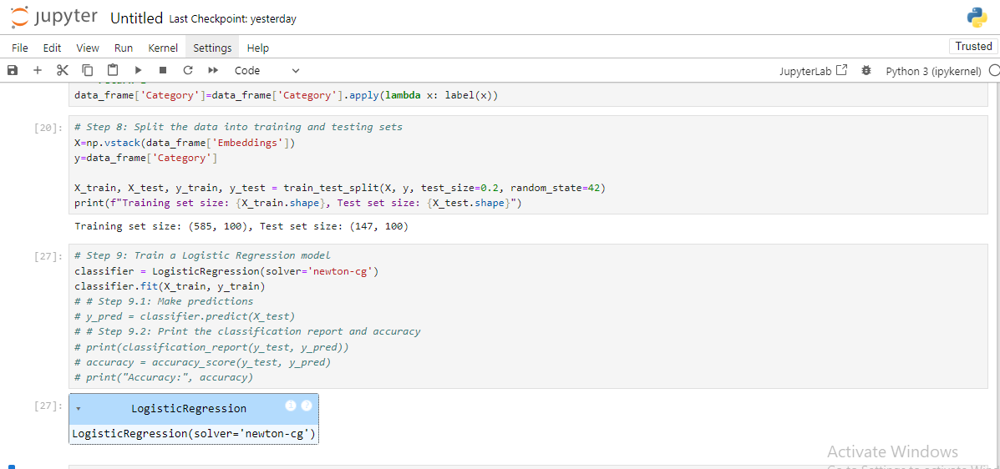 jupyter Untitled Last Checkpoint: yesterday
File Edit View Run Kernel Settings Help Trusted
Code JupyterLab Python 3 (ipykernel)
data_frame['Category']=data_frame['Category'].apply(lambda x: label(x))
[20]: # Step 8: Split the data into training and testing sets
X=np.vstack(data_frame['Embeddings'])
y=data_frame['Category']
X_train, X_test, y_train, y_test = train_test_split(X, y, test_size=0.2, random_state=42)
print(f"Training set size: {X_train.shape}, Test set size: {X_test.shape}")
Training set size: (585, 100), Test set size: (147, 100)
[27]: # Step 9: Train a Logistic Regression model
classifier = LogisticRegression(solver='newton-cg')
classifier.fit(X_train, y_train)
# # Step 9.1: Make predictions
# y_pred = classifier.predict(X_test)
# # Step 9.2: Print the classification report and accuracy
# print(classification_report(y_test, y_pred))
# accuracy = accuracy_score(y_test, y_pred)
# print("Accuracy:", accuracy)
[27]: LogisticRegression i ?
LogisticRegression(solver='newton-cg')
Activate Windows